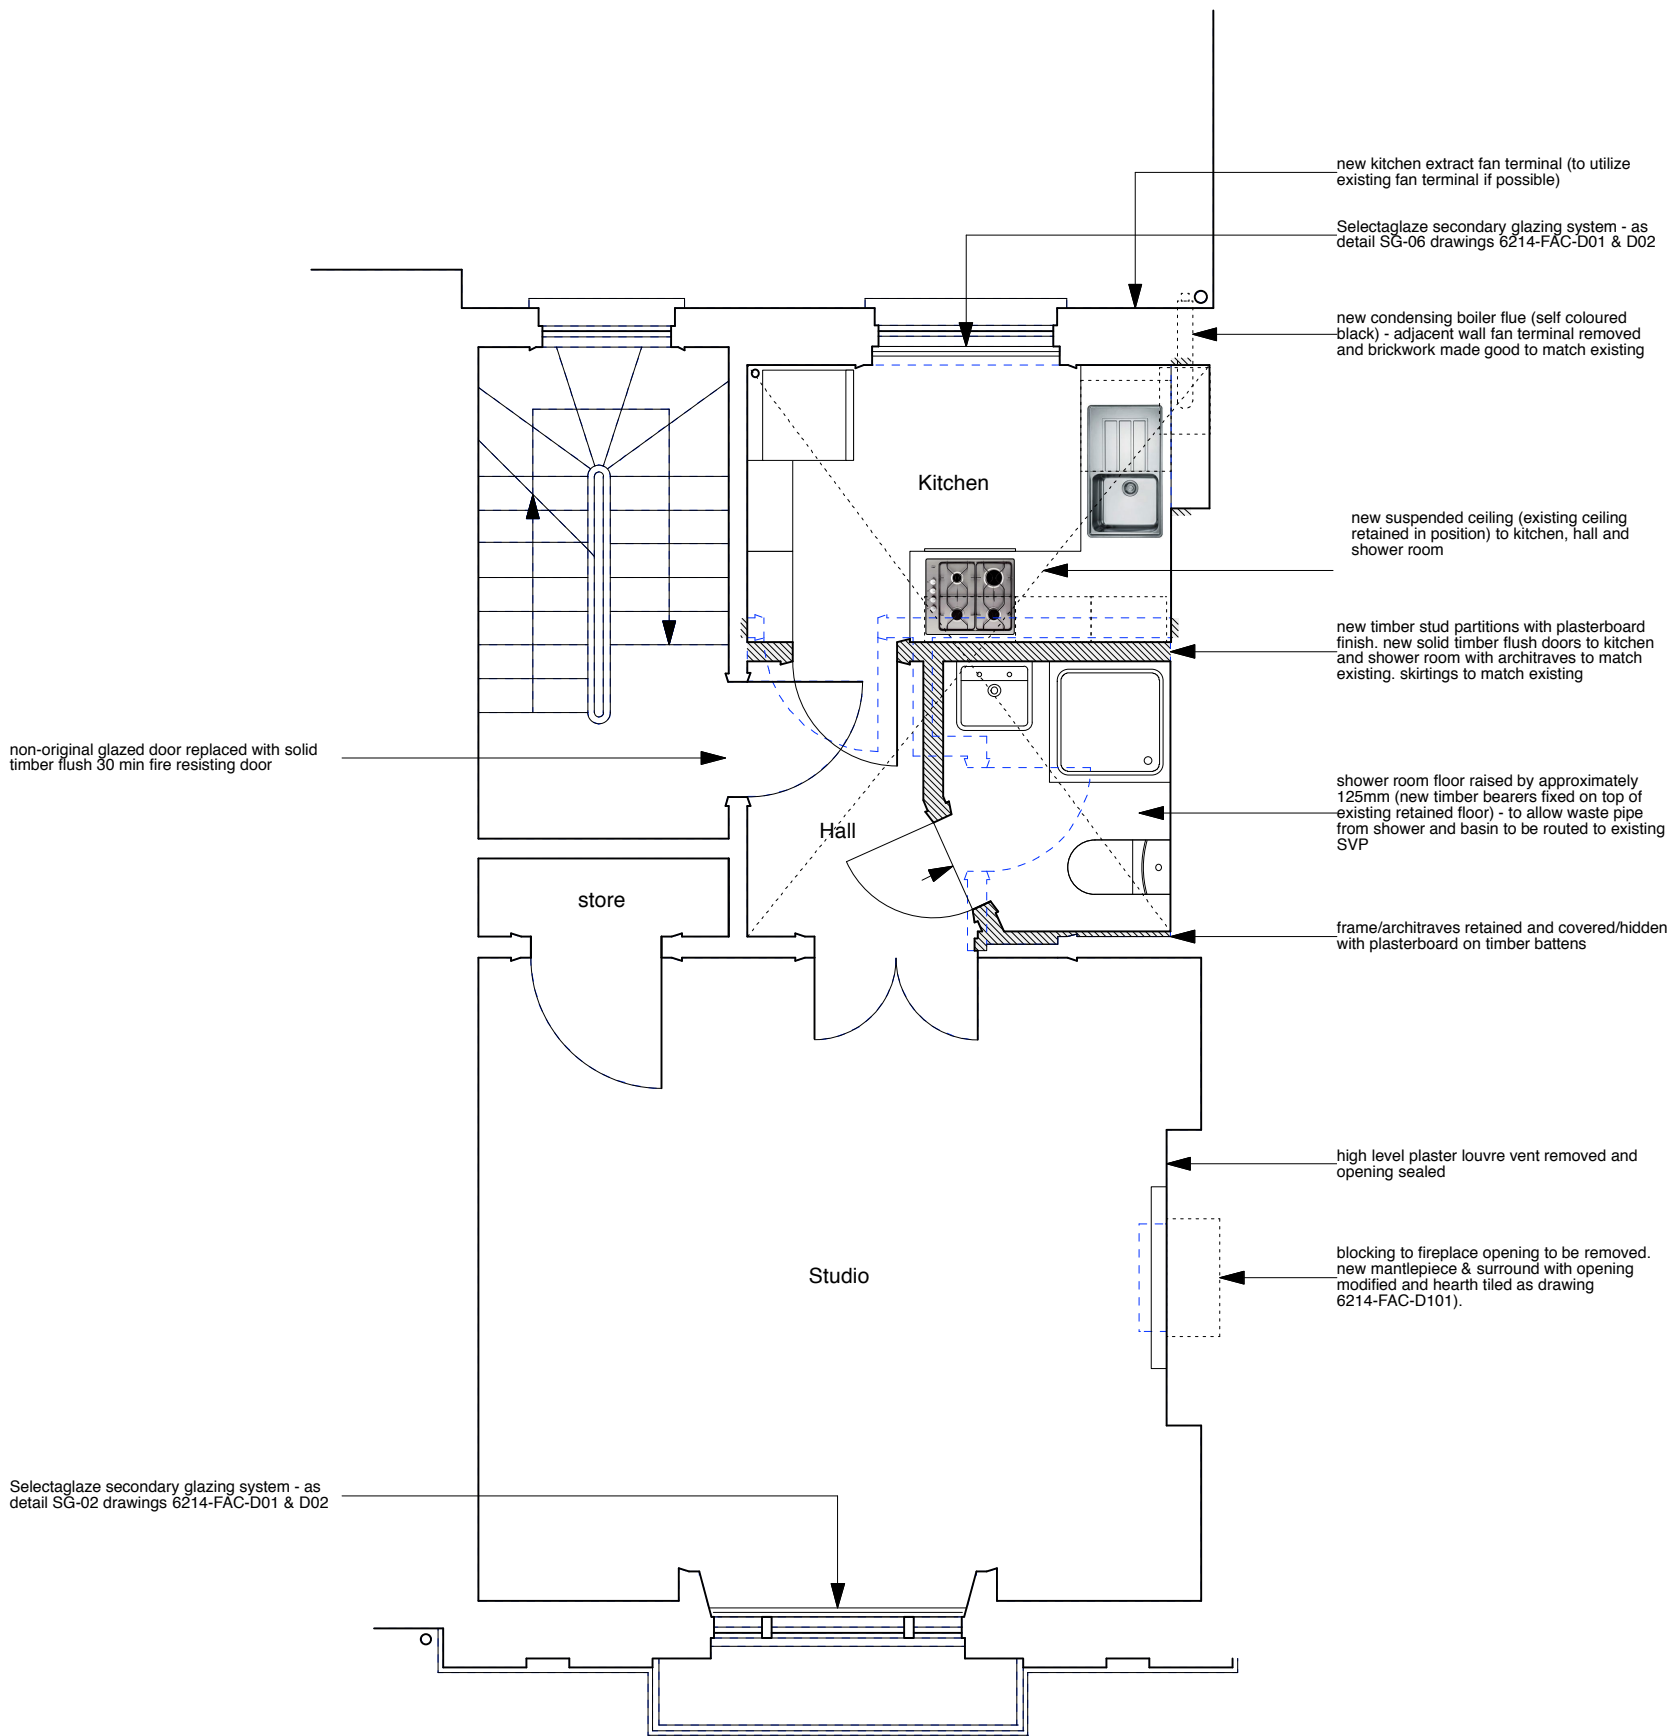 new kitchen extract fan terminal (to utilize
existing fan terminal if possible)
Selectaglaze secondary glazing system - as
detail SG-06 drawings 6214-FAC-D01 & D02
new condensing boiler flue (self coloured
black) - adjacent wall fan terminal removed
and brickwork made good to match existing
Kitchen
new suspended ceiling (existing ceiling
retained in position) to kitchen, hall and
shower room
new timber stud partitions with plasterboard
finish. new solid timber flush doors to kitchen
and shower room with architraves to match
existing. skirtings to match existing
non-original glazed door replaced with solid
timber flush 30 min fire resisting door
shower room floor raised by approximately
125mm (new timber bearers fixed on top of
existing retained floor) - to allow waste pipe
from shower and basin to be routed to existing
SVP
Hall
store
frame/architraves retained and covered/hidden
with plasterboard on timber battens
high level plaster louvre vent removed and
opening sealed
Studio
blocking to fireplace opening to be removed.
new mantlepiece & surround with opening
modified and hearth tiled as drawing
6214-FAC-D101).
Selectaglaze secondary glazing system - as
detail SG-02 drawings 6214-FAC-D01 & D02